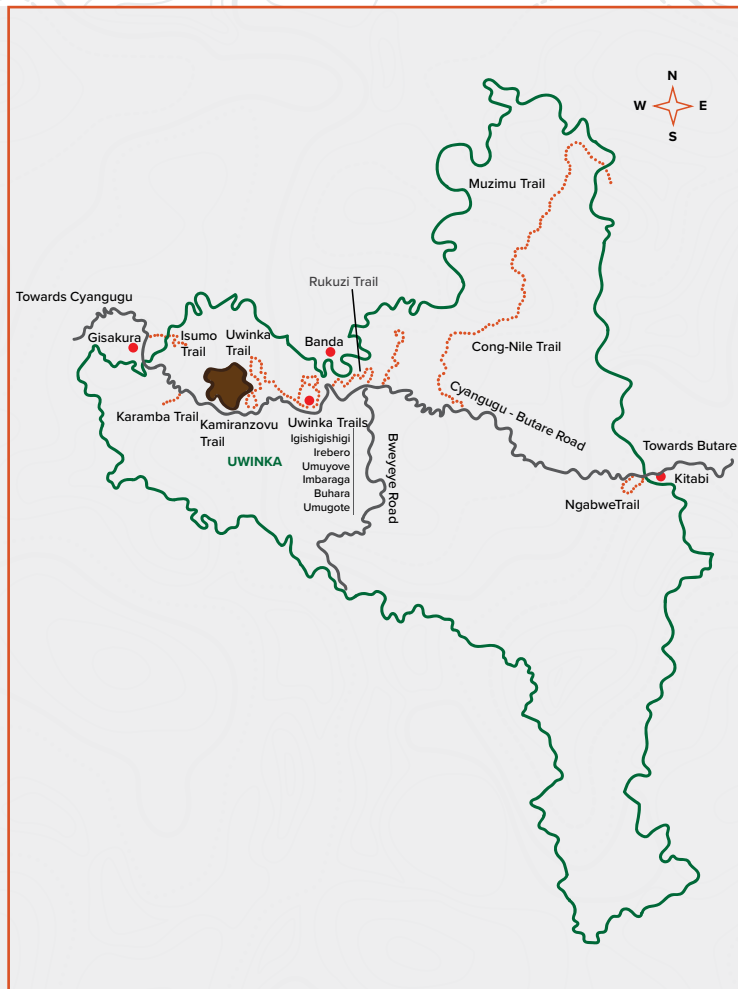 N
W
E
S
Muzimu Trail
Rukuzi Trail
Towards Cyangugu
Gisakura
Isumo
Trail
Uwinka
Trail
Banda
Cong-Nile Trail
Cyangugu - Butare Road
Karamba Trail
Kamiranzovu
Trail
UWINKA
Uwinka Trails
Igishigishigi
Irebero
Umuyove
Imbaraga
Buhara
Umugote
Bweyeye Road
Towards Butare
Kitabi
NgabweTrail